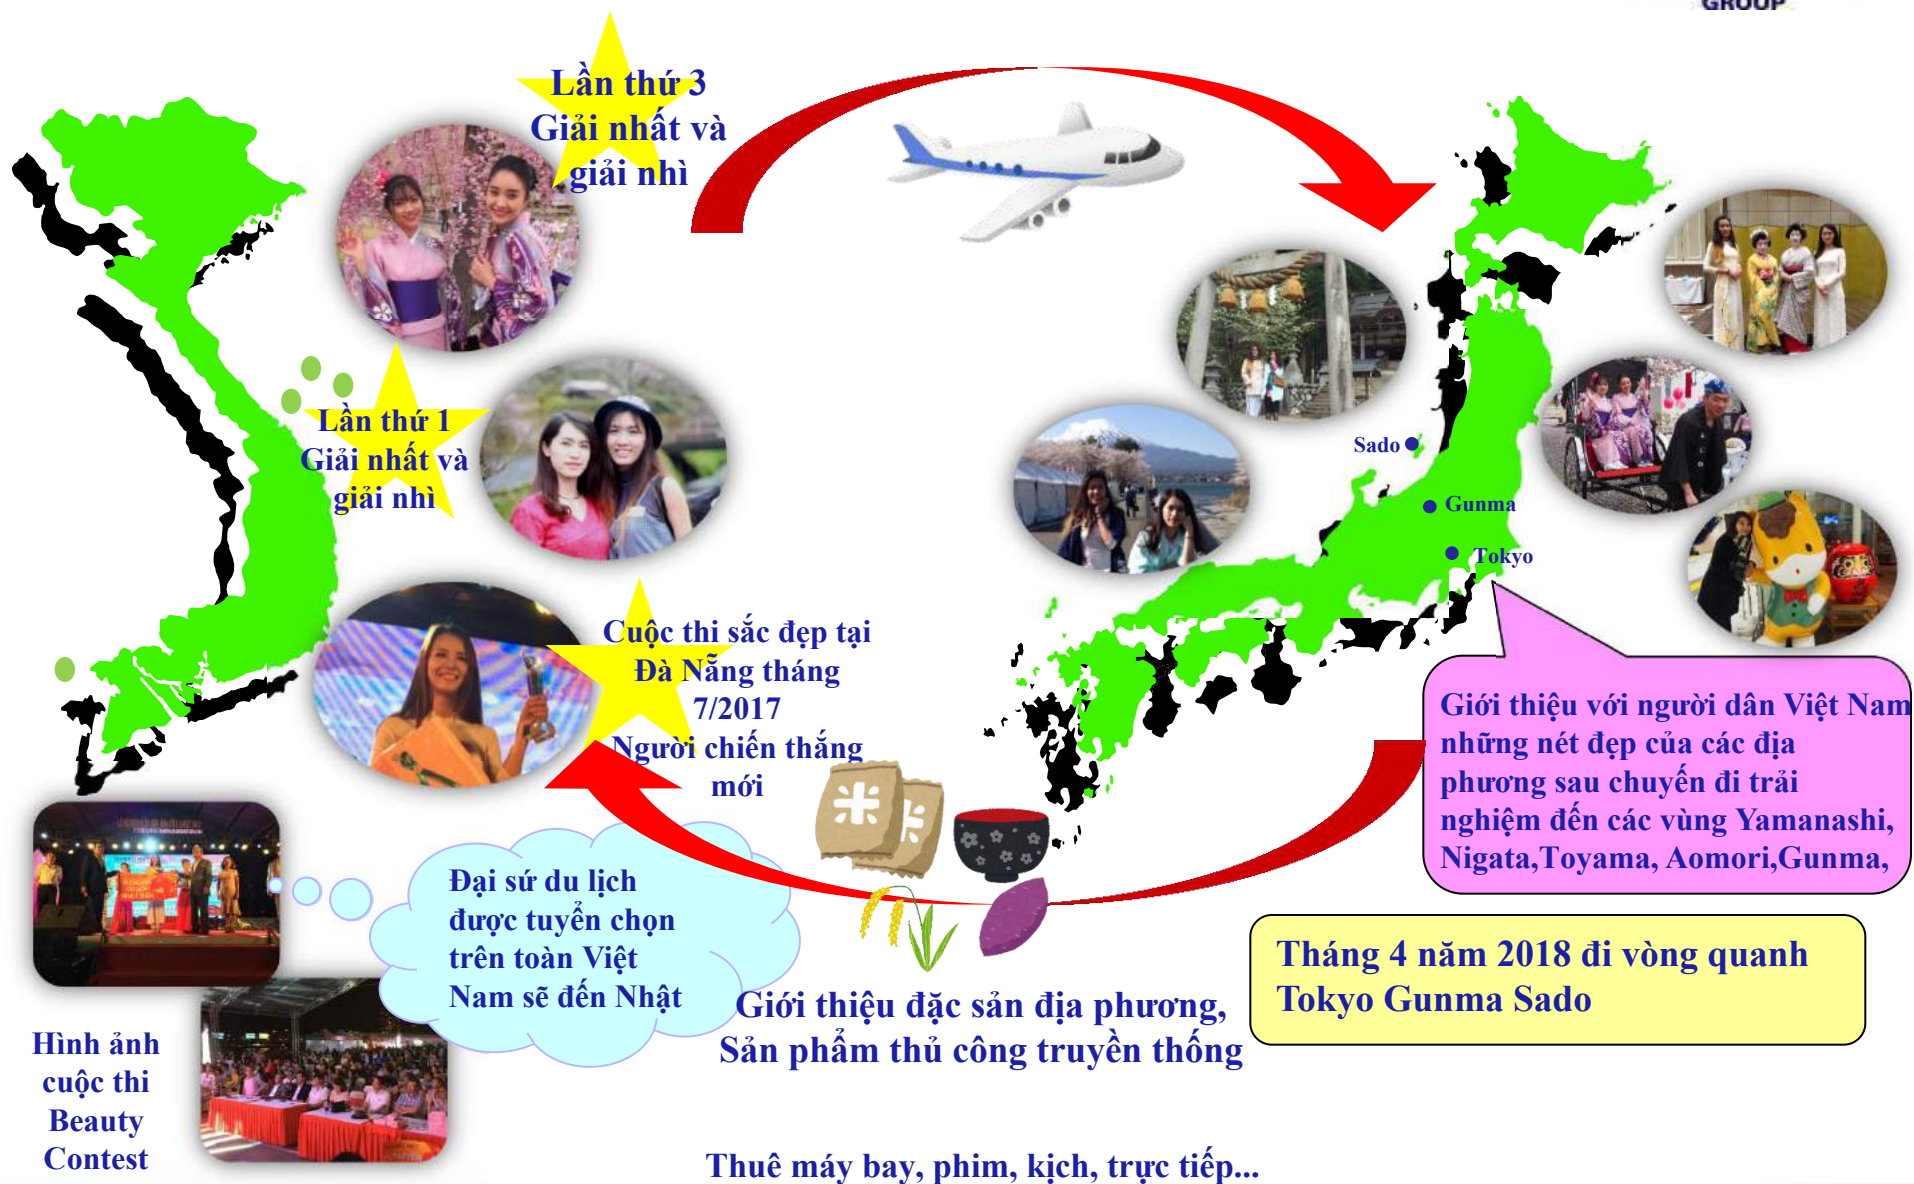 GROUP
Lần thứ 3
Giải nhất và
giải nhì
Lần thứ 1
Giải nhất và
giải nhì
Sado
Gunma
Tokyo
Cuộc thi sắc đẹp tại
Đà Nẵng tháng
7/2017
Người chiến thắng
mới
Giới thiệu với người dân Việt Nam
những nét đẹp của các địa
phương sau chuyến đi trải
nghiệm đến các vùng Yamanashi,
Nigata,Toyama, Aomori,Gunma,
Đại sứ du lịch
được tuyển chọn
trên toàn Việt
Nam sẽ đến Nhật
Tháng 4 năm 2018 đi vòng quanh
Tokyo Gunma Sado
Giới thiệu đặc sản địa phương,
Sản phẩm thủ công truyền thống
Hình ảnh
cuộc thi
Beauty
Contest
Thuê máy bay, phim, kịch, trực tiếp...